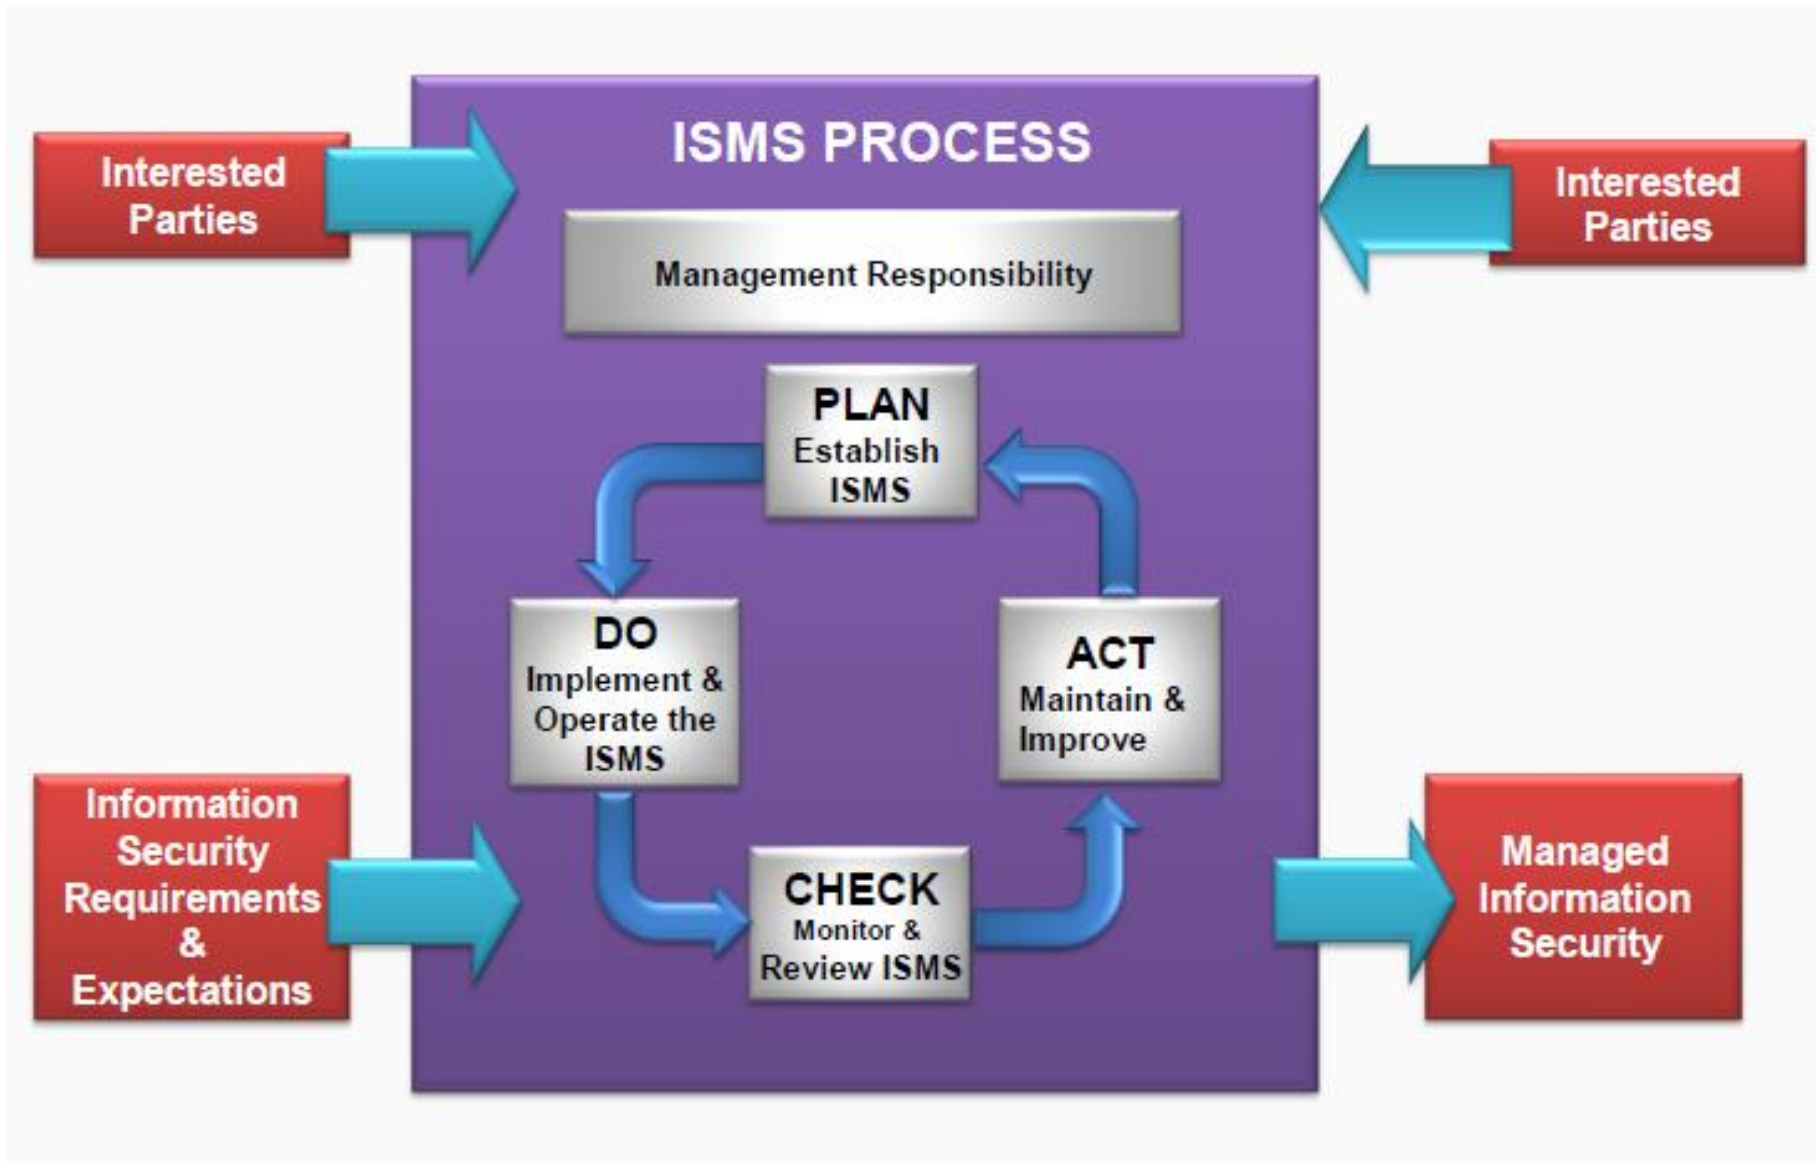 ISMS PROCESS
Interested
Parties
Interested
Parties
Management Responsibility
PLAN
Establish
ISMS
DO
Implement &
Operate the
ISMS
ACT
Maintain &
Improve
CHECK
Monitor &
Review ISMS
Information
Security
Requirements
&
Expectations
Managed
Information
Security